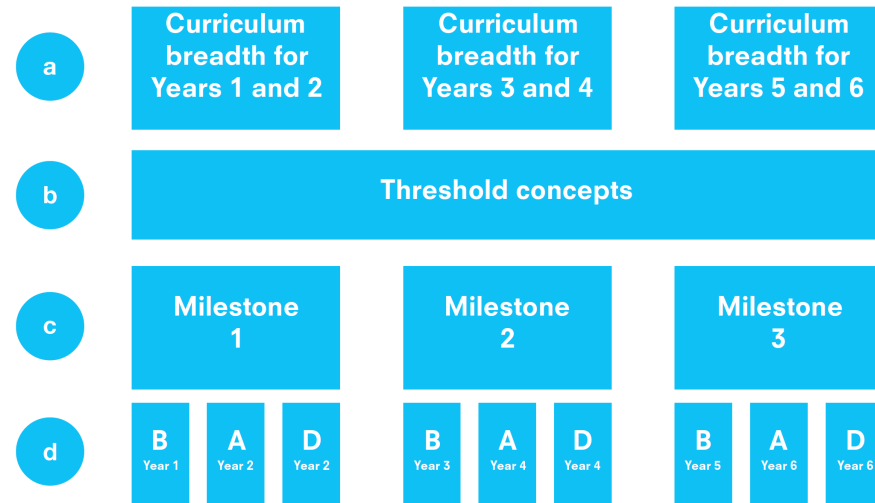 a
Curriculum
breadth for
Years 1 and 2
Curriculum
breadth for
Years 3 and 4
Curriculum
breadth for
Years 5 and 6
b
Threshold concepts
c
Milestone
1
Milestone
2
Milestone
3
d
B
Year 1
A
Year 2
D
Year 2
B
Year 3
A
Year 4
D
Year 4
B
Year 5
A
Year 6
D
Year 6